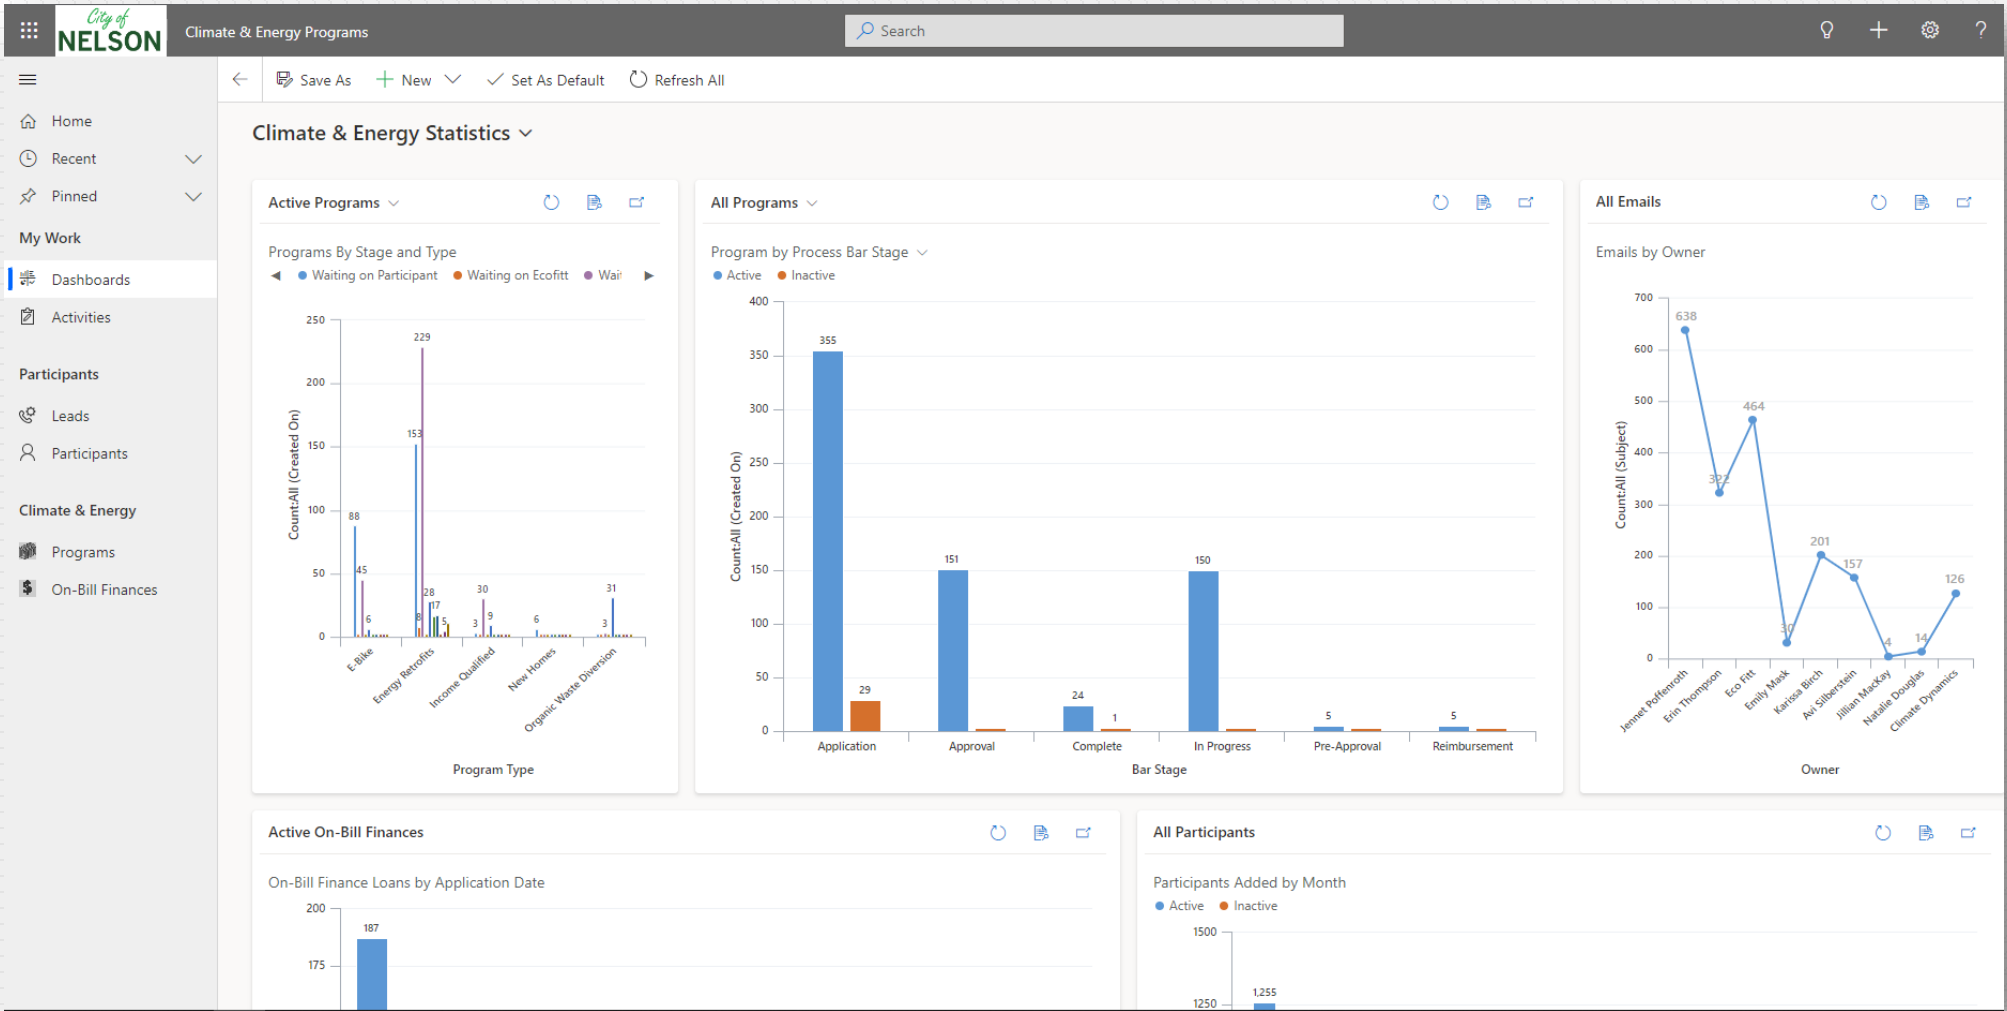 City of
NELSON
Climate & Energy Programs
Search
?
Save As
New
Set As Default
Refresh All
Home
Recent
Pinned
My Work
Dashboards
Activities
Participants
Leads
Participants
Climate & Energy
Programs
On-Bill Finances
Climate & Energy Statistics
Active Programs
Programs By Stage and Type
Waiting on Participant
Waiting on Ecofitt
Count:All (Created On)
250
200
150
100
50
0
88
45
6
153
8
229
28
17
5
3
30
9
6
3
31
E-Bike
Energy Retrofits
Income Qualified
New Homes
Organic Waste Diversion
Program Type
All Programs
Program by Process Bar Stage
Active
Inactive
Count:All (Created On)
400
350
300
250
200
150
100
50
0
355
29
151
24
1
150
5
5
Application
Approval
Complete
In Progress
Pre-Approval
Reimbursement
Bar Stage
All Emails
Emails by Owner
Count:All (Subject)
700
600
500
400
300
200
100
0
638
322
464
30
201
157
4
14
126
Jennet Poffenroth
Erin Thompson
Eco Fitt
Emily Mask
Karissa Birch
Avi Silberstein
Jillian MacKay
Natalie Douglas
Climate Dynamics
Owner
Active On-Bill Finances
On-Bill Finance Loans by Application Date
200
175
187
All Participants
Participants Added by Month
Active
Inactive
1500
1250
1,255